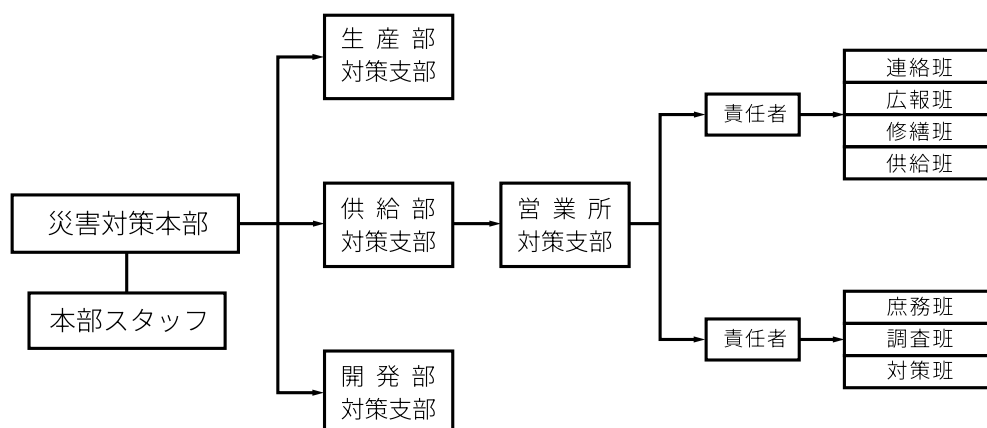 生産部
対策支部
連絡班
広報班
修繕班
供給班
責任者
災害対策本部
供給部
対策支部
営業所
対策支部
本部スタッフ
庶務班
調査班
対策班
責任者
開発部
対策支部